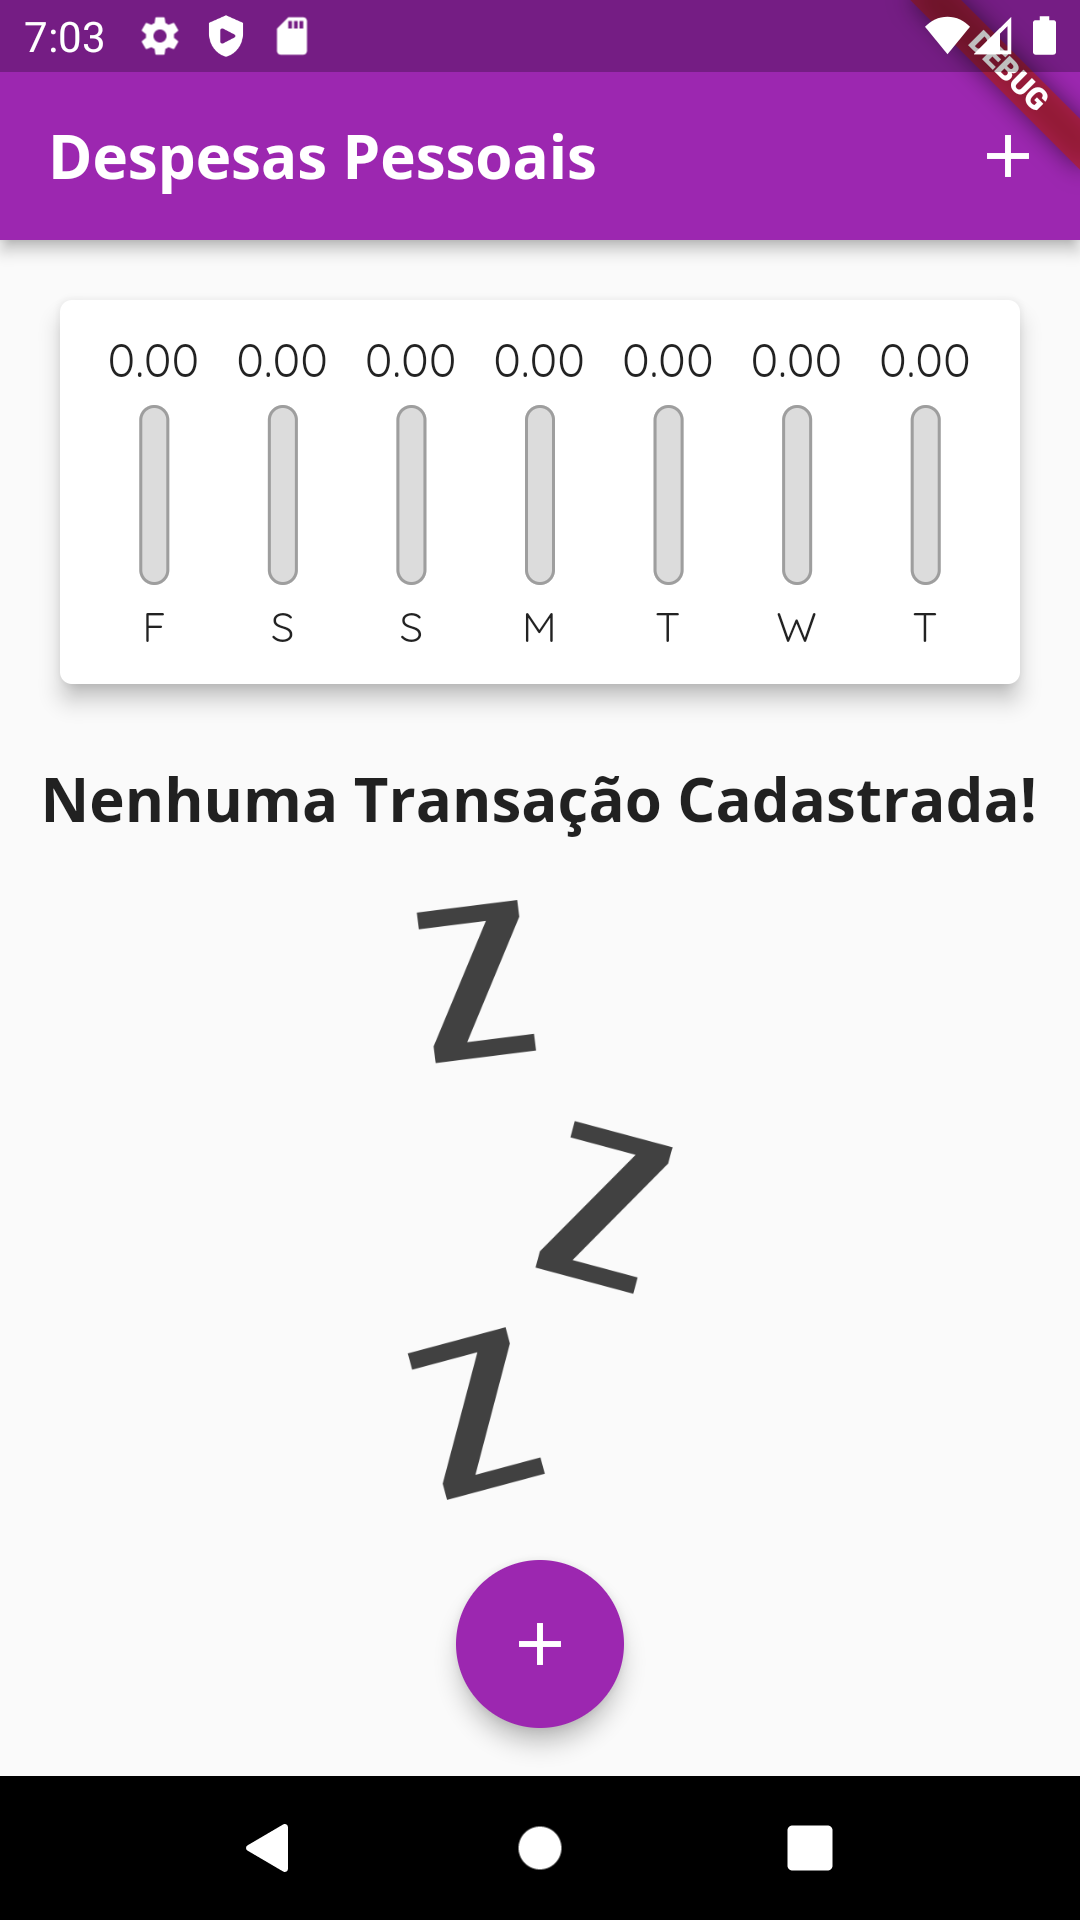 7:03
DEBUG
Despesas Pessoais
0.00 0.00 0.00 0.00 0.00 0.00 0.00
F S S M T W T
Nenhuma Transação Cadastrada!
Z
Z
Z